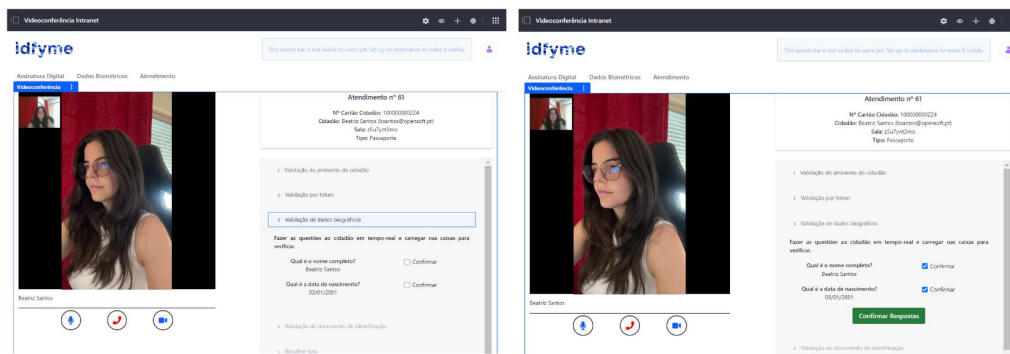 Videoconferência Intranet
idfyme
This search bar is not visible to users yet. Set up its destination to make it visible.
Assinatura Digital Dados Biométricos Atendimento
Videoconferência
Atendimento nº 61
Nº Cartão Cidadão: 100000000ZZ4
Cidadão: Beatriz Santos (bsantos@opensoft.pt)
Sala: z5u7ynt3mo
Tipo: Passaporte
Validação do ambiente do cidadão
Validação por token
Validação de dados biográficos
Fazer as questões ao cidadão em tempo-real e carregar nas caixas para
verificar.
Qual é o nome completo? Confirmar
Beatriz Santos
Qual é a data de nascimento? Confirmar
03/01/2001
Validação do documento de identificação
Recolher foto
Beatriz Santos
Videoconferência Intranet
idfyme
This search bar is not visible to users yet. Set up its destination to make it visible.
Assinatura Digital Dados Biométricos Atendimento
Videoconferência
Atendimento nº 61
Nº Cartão Cidadão: 100000000ZZ4
Cidadão: Beatriz Santos (bsantos@opensoft.pt)
Sala: z5u7ynt3mo
Tipo: Passaporte
Validação do ambiente do cidadão
Validação por token
Validação de dados biográficos
Fazer as questões ao cidadão em tempo-real e carregar nas caixas para
verificar.
Qual é o nome completo? Confirmar
Beatriz Santos
Qual é a data de nascimento? Confirmar
03/01/2001
Confirmar Respostas
Validação do documento de identificação
Beatriz Santos